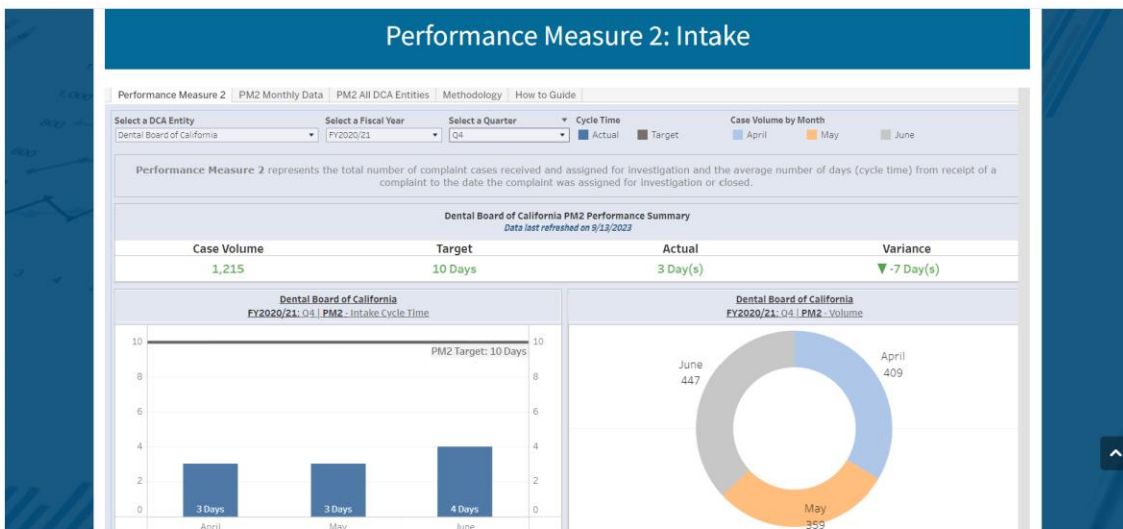 Performance Measure 2: Intake
Performance Measure 2 PM2 Monthly Data PM2 All DCA Entities Methodology How to Guide
Select a DCA Entity Select a Fiscal Year Select a Quarter Cycle Time Case Volume by Month
Dental Board of California FY2020/21 Q4 Actual Target April May June
Performance Measure 2 represents the total number of complaint cases received and assigned for investigation and the average number of days (cycle time) from receipt of a
complaint to the date the complaint was assigned for investigation or closed.
Dental Board of California PM2 Performance Summary
Data last refreshed on 9/13/2023
Case Volume Target Actual Variance
1,215 10 Days 3 Day(s) ▼ -7 Day(s)
Dental Board of California
FY2020/21: Q4 | PM2 - Intake Cycle Time
10 10
PM2 Target: 10 Days
8 8
6 6
4 4
2 2
0 0
3 Days 3 Days 4 Days
April May June
Dental Board of California
FY2020/21: Q4 | PM2 - Volume
June
447
April
409
May
359